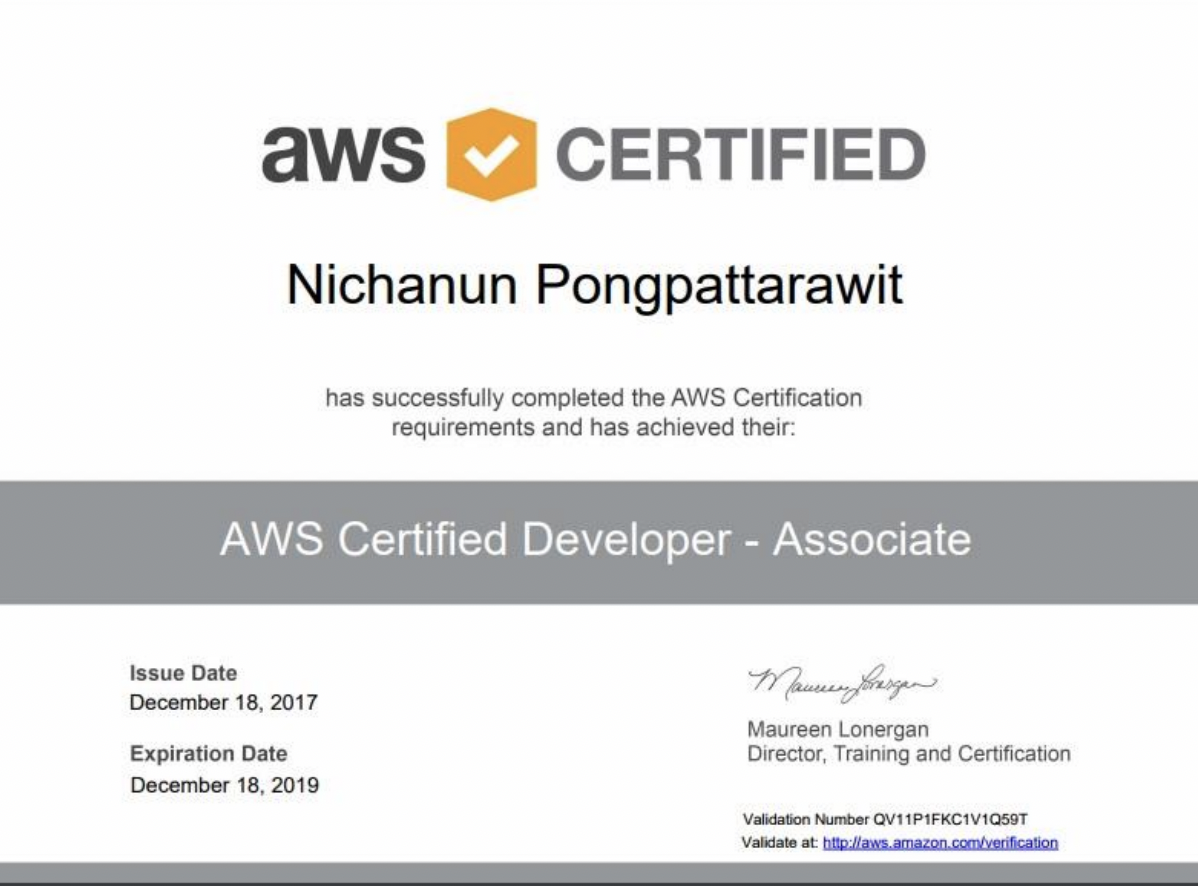 aws CERTIFIED
Nichanun Pongpattarawit
has successfully completed the AWS Certification
requirements and has achieved their:
AWS Certified Developer - Associate
Issue Date
December 18, 2017
Expiration Date
December 18, 2019
Maureen Lonergan
Maureen Lonergan
Director, Training and Certification
Validation Number QV11P1FKC1V1Q59T
Validate at: http://aws.amazon.com/verification